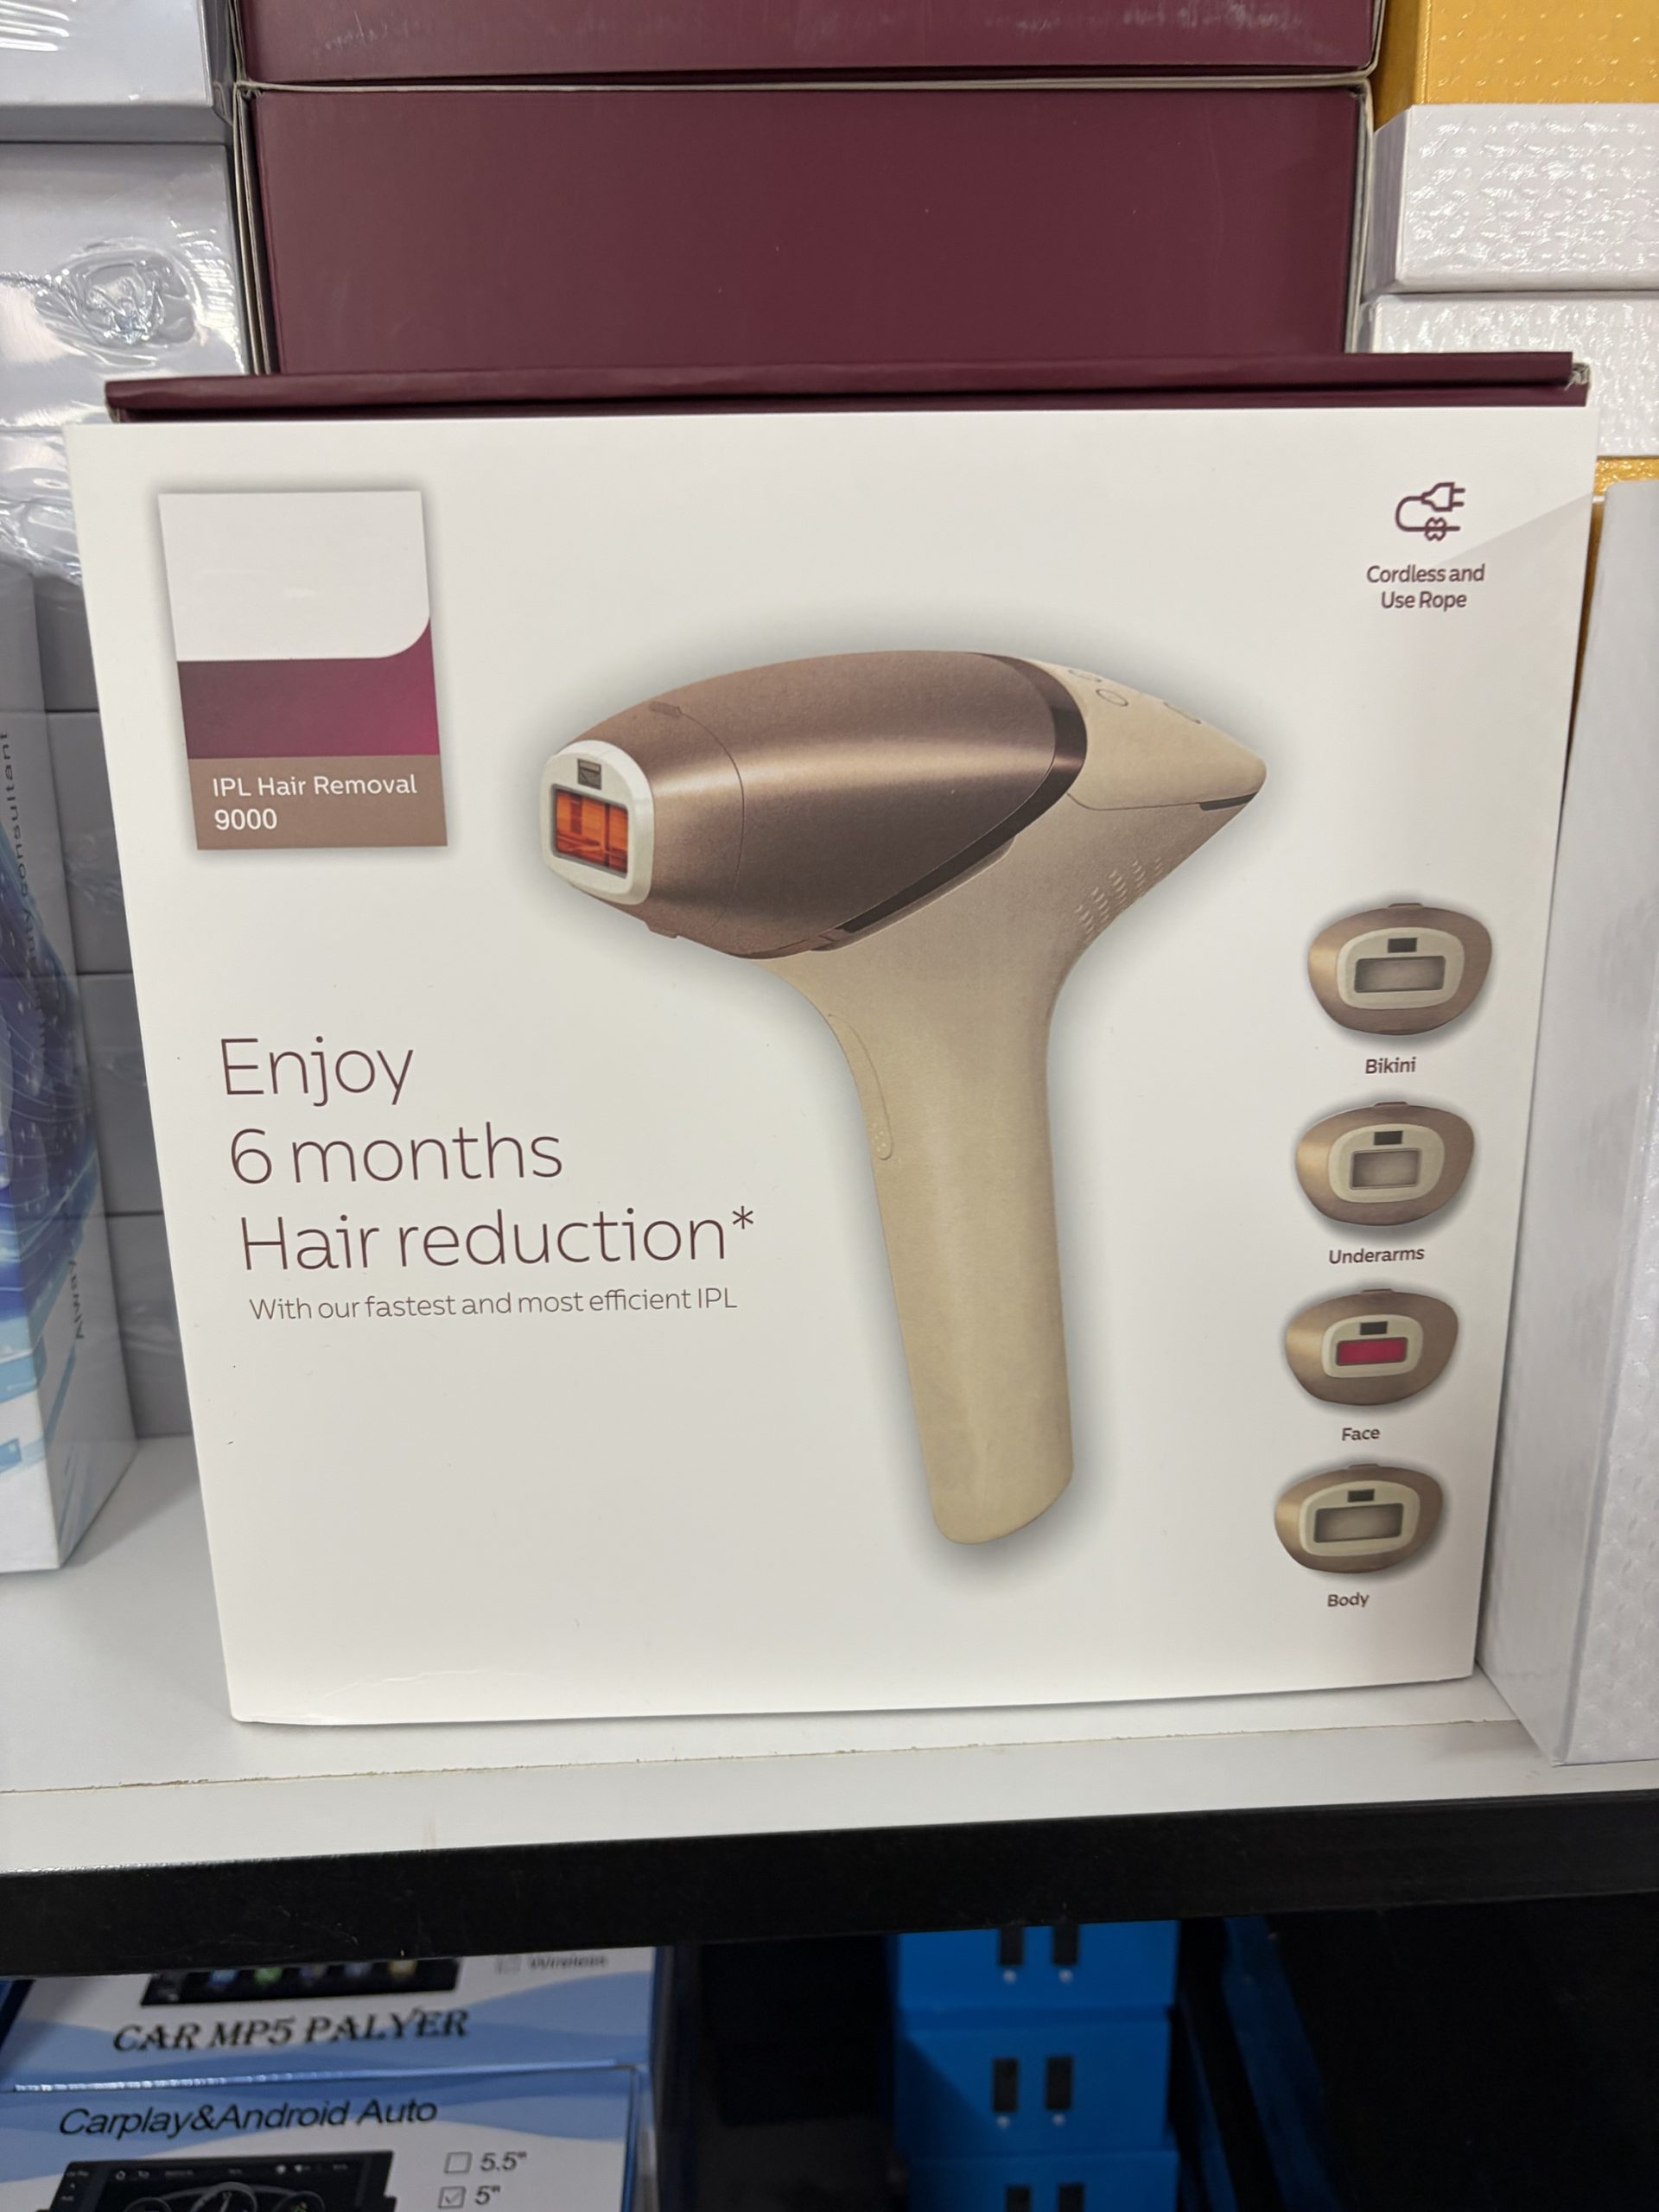 IPL Hair Removal
9000
Cordless and
Use Rope
Enjoy
6 months
Hair reduction*
With our fastest and most efficient IPL
Bikini
Underarms
Face
Body
Wireless
CAR MP5 PALYER
Carplay&Android Auto
5.5"
5"